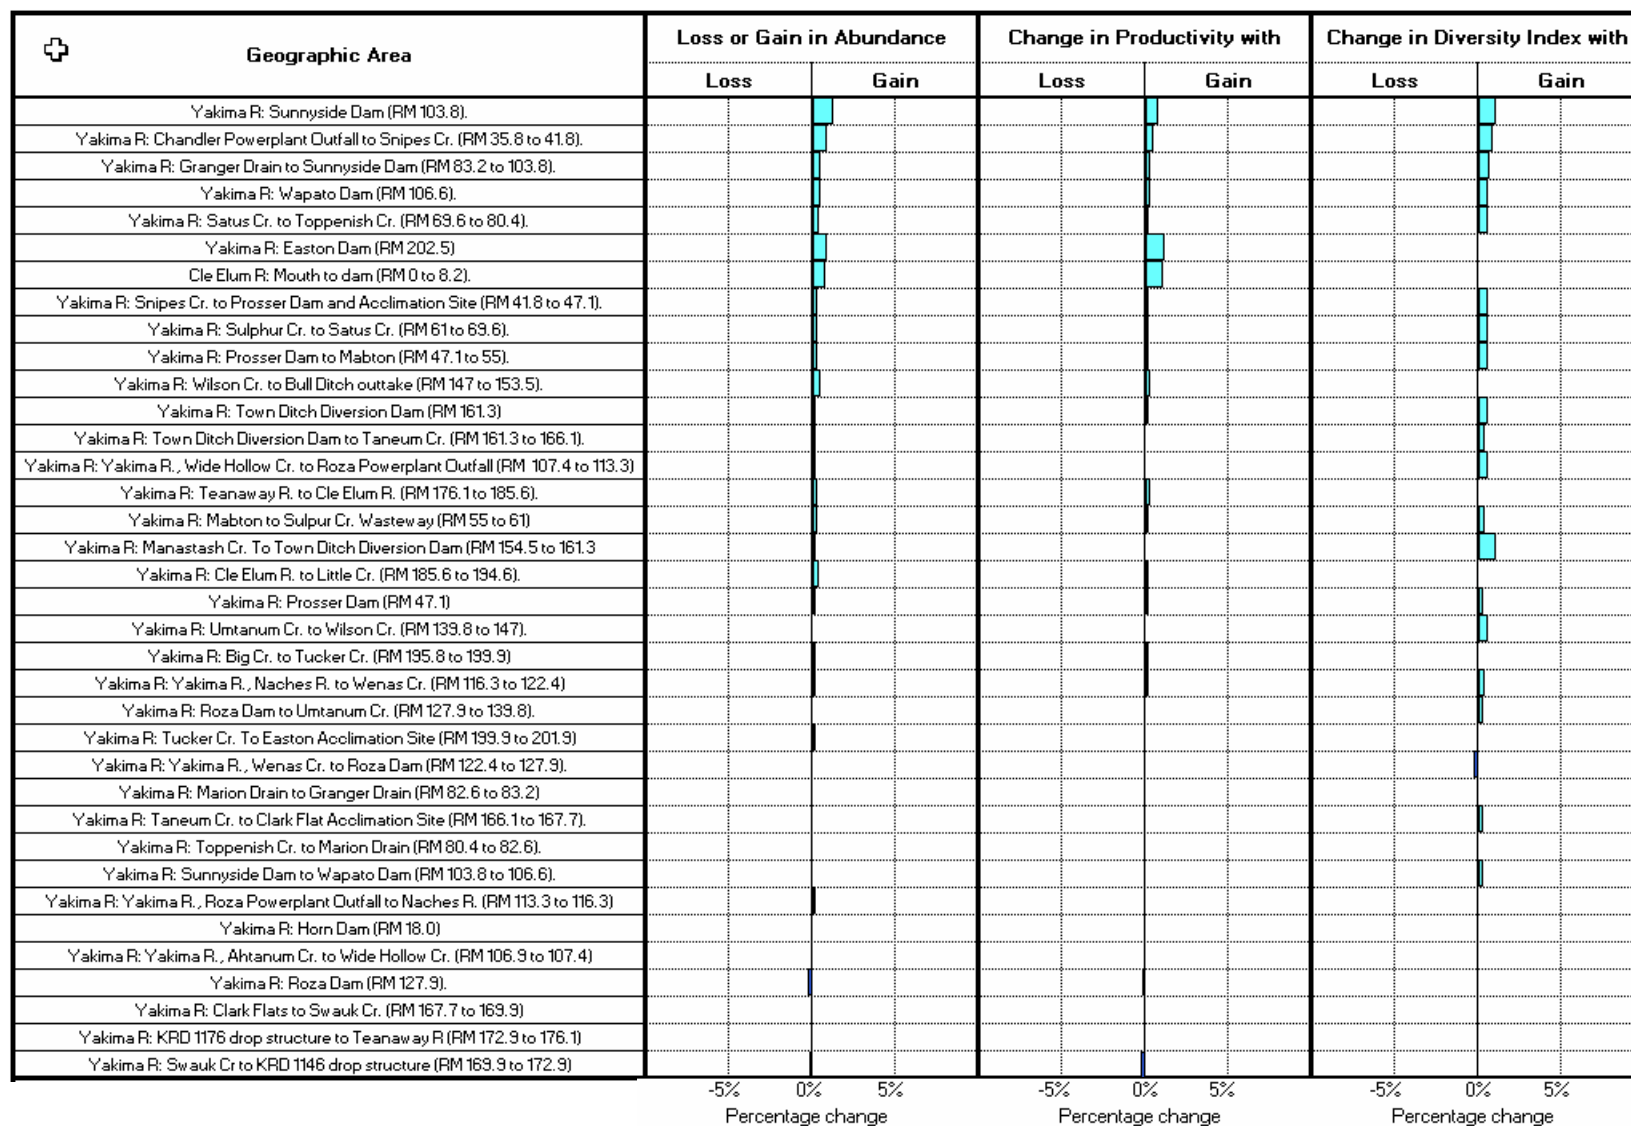 Geographic Area
Loss or Gain in Abundance
Change in Productivity with
Change in Diversity Index with
Loss Gain Loss Gain Loss Gain
Yakima R: Sunnyside Dam (RM 103.8).
Yakima R: Chandler Powerplant Outfall to Snipes Cr. (RM 35.8 to 41.8).
Yakima R: Granger Drain to Sunnyside Dam (RM 83.2 to 103.8).
Yakima R: Wapato Dam (RM 106.6).
Yakima R: Satus Cr. to Toppenish Cr. (RM 69.6 to 80.4).
Yakima R: Easton Dam (RM 202.5)
Cle Elum R: Mouth to dam (RM 0 to 8.2).
Yakima R: Snipes Cr. to Prosser Dam and Acclimation Site (RM 41.8 to 47.1).
Yakima R: Sulphur Cr. to Satus Cr. (RM 61 to 69.6).
Yakima R: Prosser Dam to Mabton (RM 47.1 to 55).
Yakima R: Wilson Cr. to Bull Ditch outtake (RM 147 to 153.5).
Yakima R: Town Ditch Diversion Dam (RM 161.3)
Yakima R: Town Ditch Diversion Dam to Taneum Cr. (RM 161.3 to 166.1).
Yakima R: Yakima R., Wide Hollow Cr. to Roza Powerplant Outfall (RM 107.4 to 113.3)
Yakima R: Teanaway R. to Cle Elum R. (RM 176.1 to 185.6).
Yakima R: Mabton to Sulpur Cr. Wasteway (RM 55 to 61)
Yakima R: Manastash Cr. To Town Ditch Diversion Dam (RM 154.5 to 161.3
Yakima R: Cle Elum R. to Little Cr. (RM 185.6 to 194.6).
Yakima R: Prosser Dam (RM 47.1)
Yakima R: Umtanum Cr. to Wilson Cr. (RM 139.8 to 147).
Yakima R: Big Cr. to Tucker Cr. (RM 195.8 to 199.9)
Yakima R: Yakima R., Naches R. to Wenas Cr. (RM 116.3 to 122.4)
Yakima R: Roza Dam to Umtanum Cr. (RM 127.9 to 139.8).
Yakima R: Tucker Cr. To Easton Acclimation Site (RM 199.9 to 201.9)
Yakima R: Yakima R., Wenas Cr. to Roza Dam (RM 122.4 to 127.9).
Yakima R: Marion Drain to Granger Drain (RM 82.6 to 83.2)
Yakima R: Taneum Cr. to Clark Flat Acclimation Site (RM 166.1 to 167.7).
Yakima R: Toppenish Cr. to Marion Drain (RM 80.4 to 82.6).
Yakima R: Sunnyside Dam to Wapato Dam (RM 103.8 to 106.6).
Yakima R: Yakima R., Roza Powerplant Outfall to Naches R. (RM 113.3 to 116.3)
Yakima R: Horn Dam (RM 18.0)
Yakima R: Yakima R., Ahtanum Cr. to Wide Hollow Cr. (RM 106.9 to 107.4)
Yakima R: Roza Dam (RM 127.9).
Yakima R: Clark Flats to Swauk Cr. (RM 167.7 to 169.9)
Yakima R: KRD 1176 drop structure to Teanaway R (RM 172.9 to 176.1)
Yakima R: Swauk Cr to KRD 1146 drop structure (RM 169.9 to 172.9)
-5% 0% 5% -5% 0% 5% -5% 0% 5%
Percentage change Percentage change Percentage change